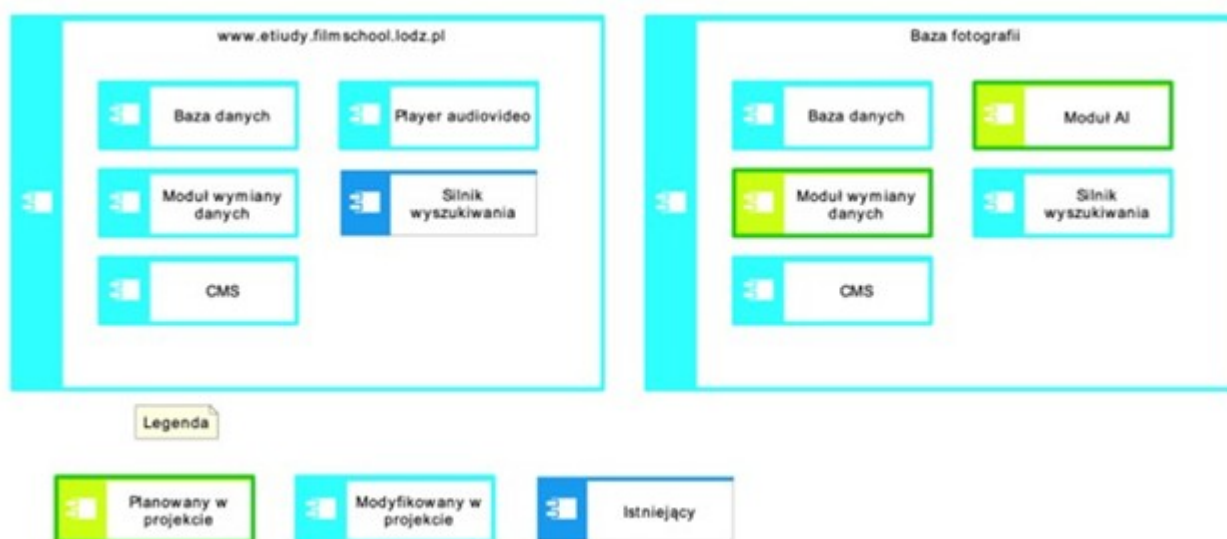 www.etiudy.filmschool.lodz.pl
Baza danych
Player audiovideo
Moduł wymiany
danych
Silnik
wyszukiwania
CMS
Baza fotografii
Baza danych
Moduł AI
Moduł wymiany
danych
Silnik
wyszukiwania
CMS
Legenda
Planowany w
projekcie
Modyfikowany w
projekcie
Istniejący